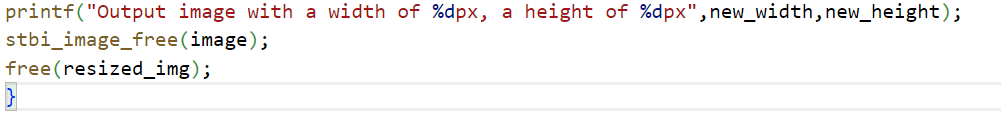 printf("Output image with a width of %dpx, a height of %dpx",new_width,new_height);
stbi_image_free(image);
free(resized_img);
}